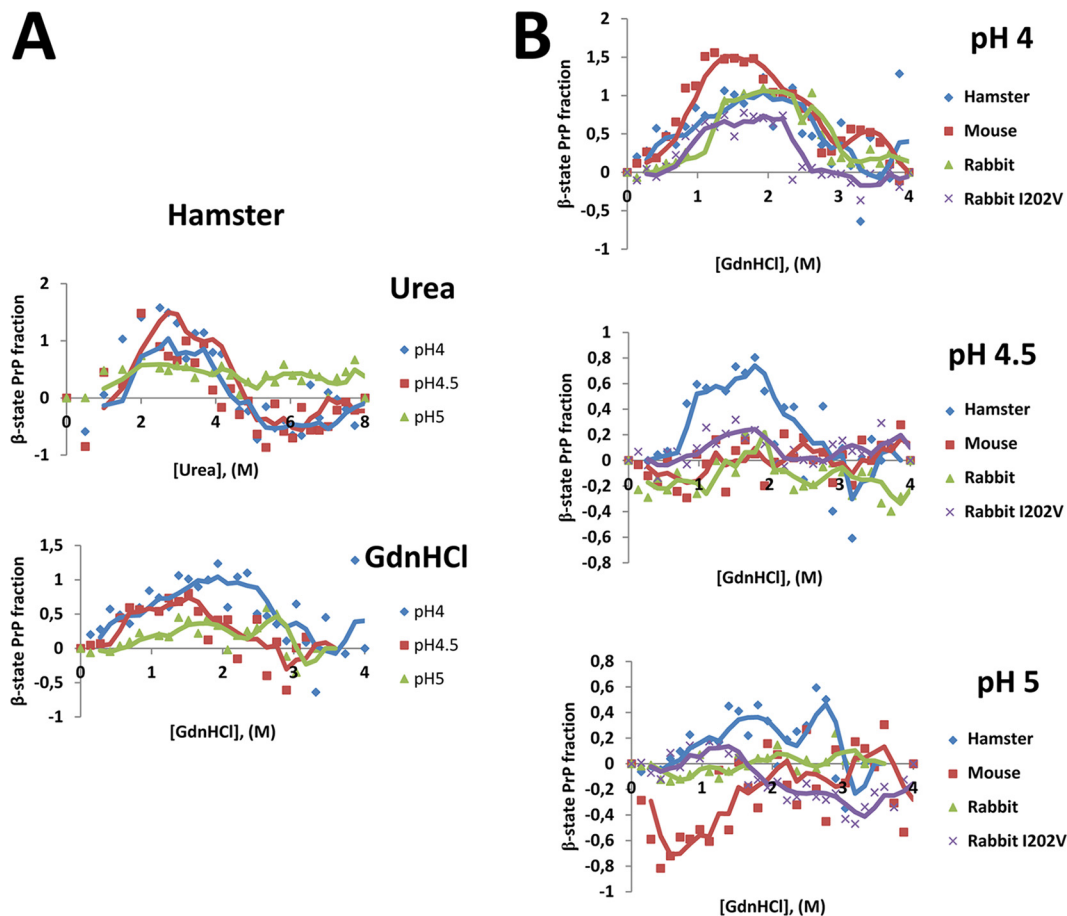 A
Hamster
Urea
β-state PrP fraction
2
1
0
-1
0 2 4 6 8
[Urea], (M)
pH4
pH4.5
pH5
GdnHCl
β-state PrP fraction
1,5
1
0,5
0
-0,5
-1
0 1 2 3 4
[GdnHCl], (M)
pH4
pH4.5
pH5
B
pH 4
β-state PrP fraction
2
1,5
1
0,5
0
-0,5
-1
0 1 2 3 4
[GdnHCl], (M)
Hamster
Mouse
Rabbit
Rabbit I202V
pH 4.5
β-state PrP fraction
1
0,8
0,6
0,4
0,2
0
-0,2
-0,4
-0,6
-0,8
0 1 2 3 4
[GdnHCl], (M)
Hamster
Mouse
Rabbit
Rabbit I202V
pH 5
β-state PrP fraction
0,8
0,6
0,4
0,2
0
-0,2
-0,4
-0,6
-0,8
-1
0 1 2 3 4
[GdnHCl], (M)
Hamster
Mouse
Rabbit
Rabbit I202V